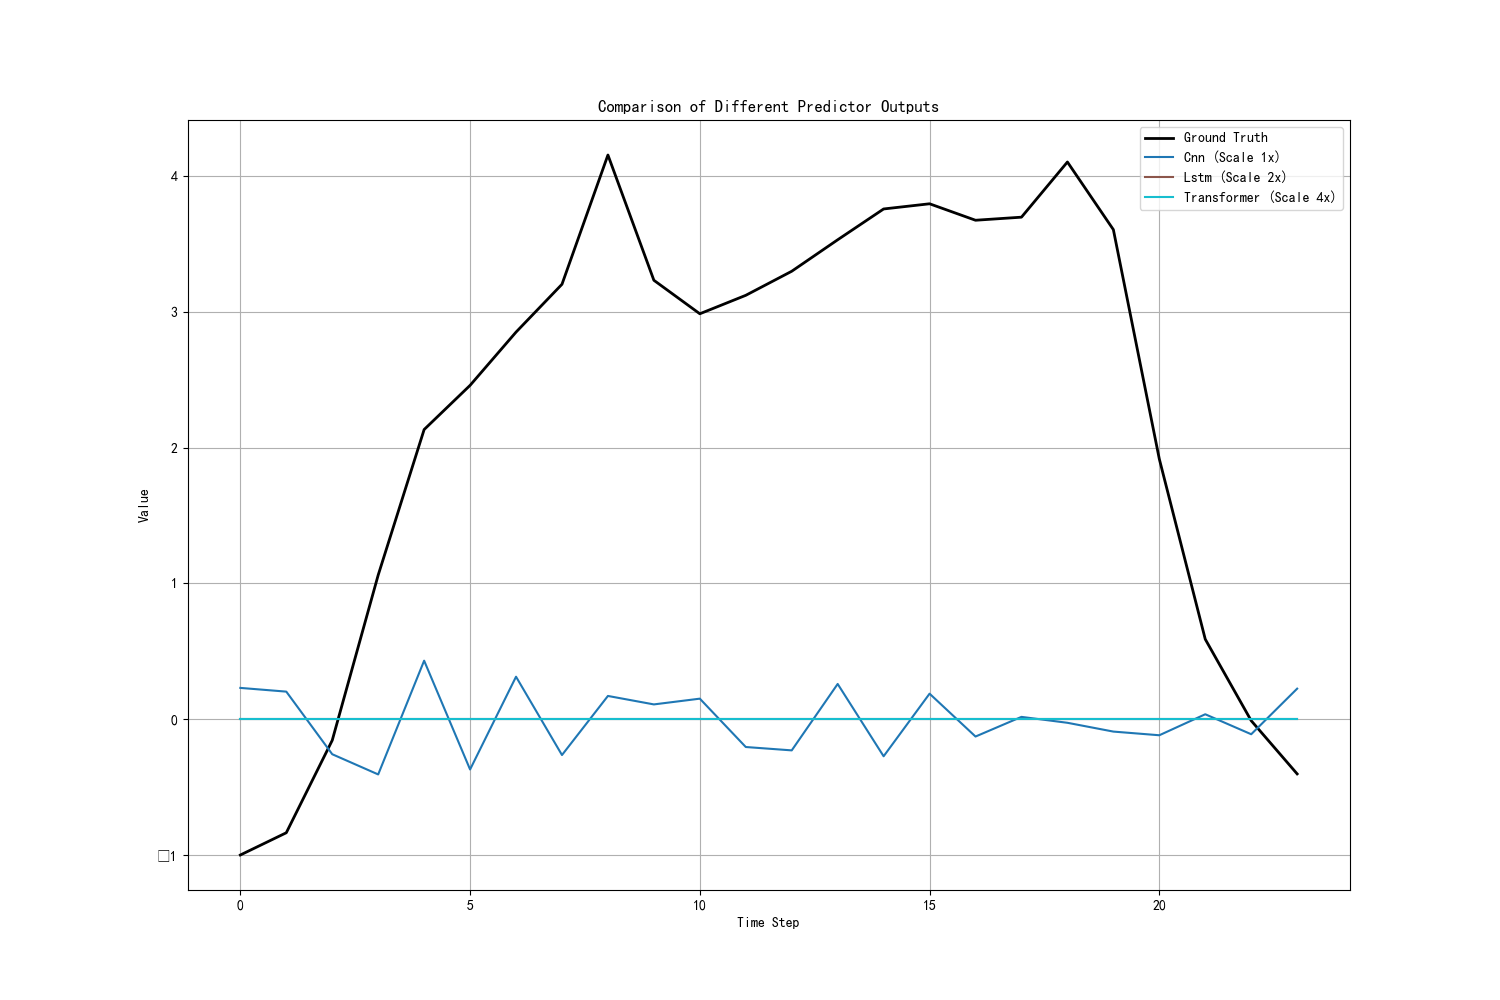 Comparison of Different Predictor Outputs
Ground Truth
Cnn (Scale 1x)
Lstm (Scale 2x)
Transformer (Scale 4x)
Value
4
3
2
1
0
□1
0 5 10 15 20
Time Step